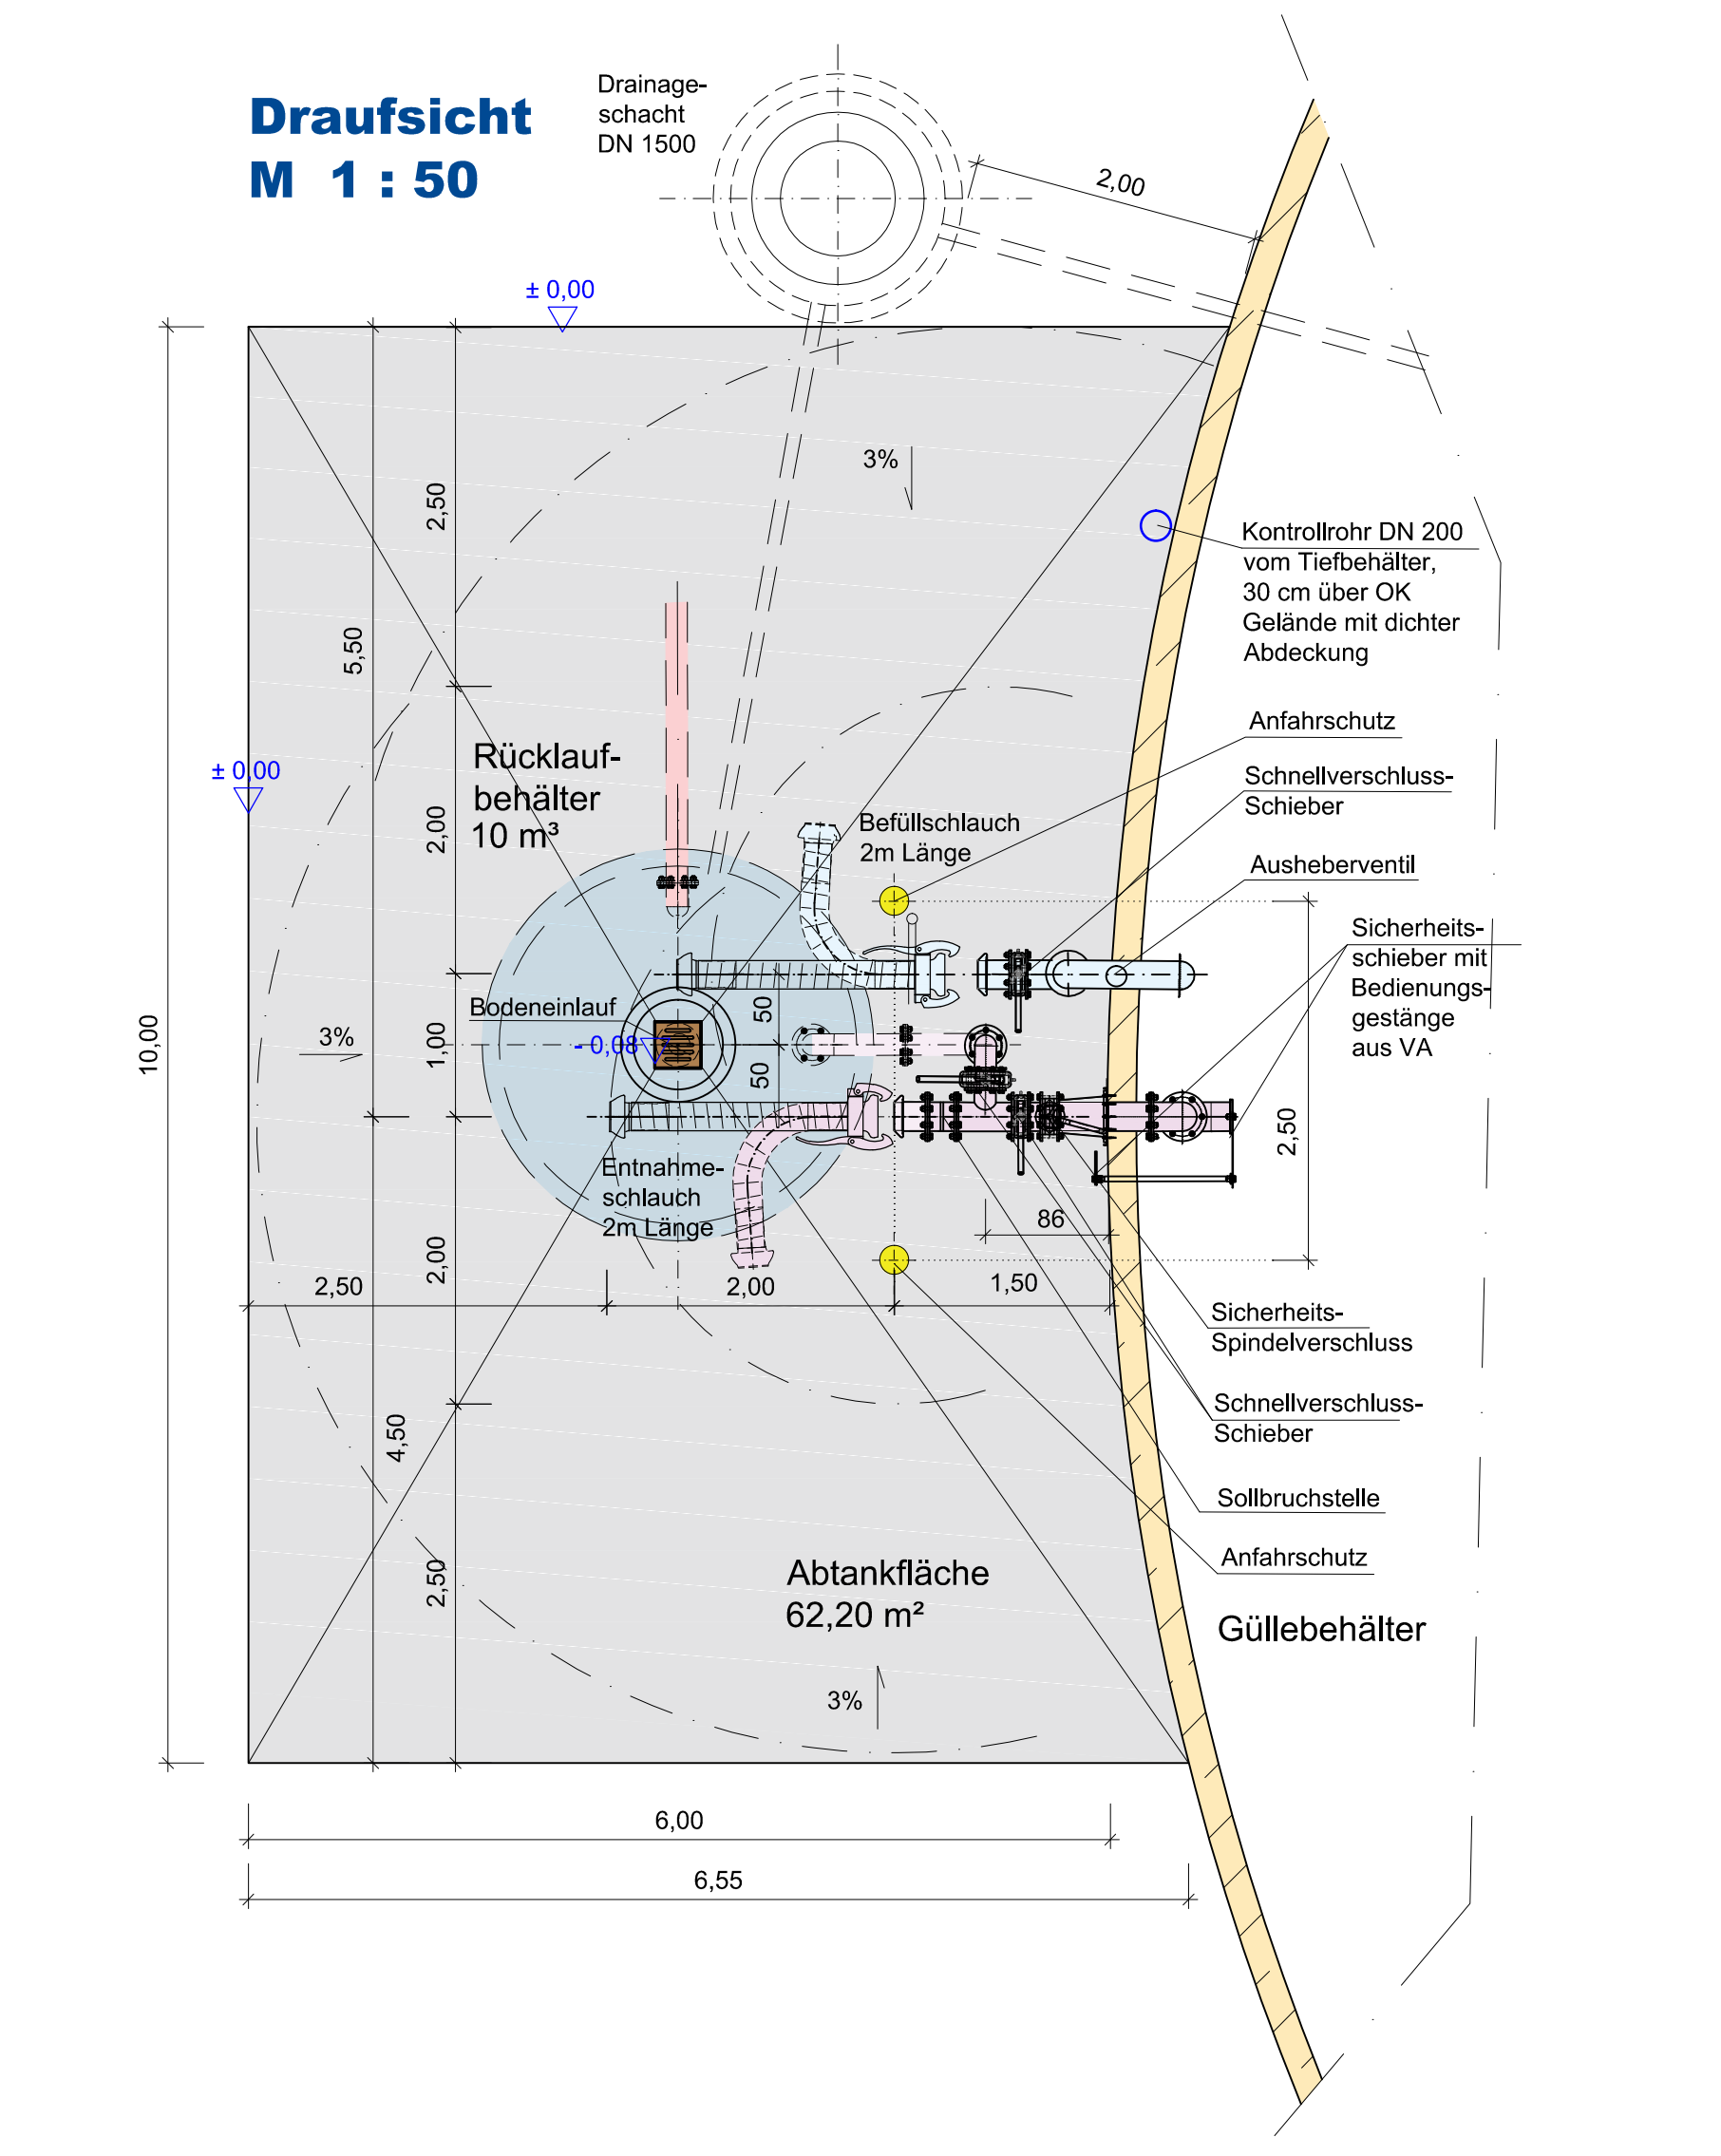 Draufsicht
M 1 : 50
Drainage-
schacht
DN 1500
2,00
± 0,00
± 0,00
3%
2,50
5,50
2,00
1,00
10,00
2,00
4,50
2,50
Kontrollrohr DN 200
vom Tiefbehälter,
30 cm über OK
Gelände mit dichter
Abdeckung
Anfahrschutz
Schnellverschluss-
Schieber
Ausheberventil
Sicherheits-
schieber mit
Bedienungs-
gestänge
aus VA
Rücklauf-
behälter
10 m³
Befüllschlauch
2m Länge
Bodeneinlauf
- 0,08
3%
50
50
2,50
Entnahme-
schlauch
2m Länge
86
2,50
2,00
1,50
Sicherheits-
Spindelverschluss
Schnellverschluss-
Schieber
Sollbruchstelle
Anfahrschutz
Abtankfläche
62,20 m²
Güllebehälter
3%
6,00
6,55